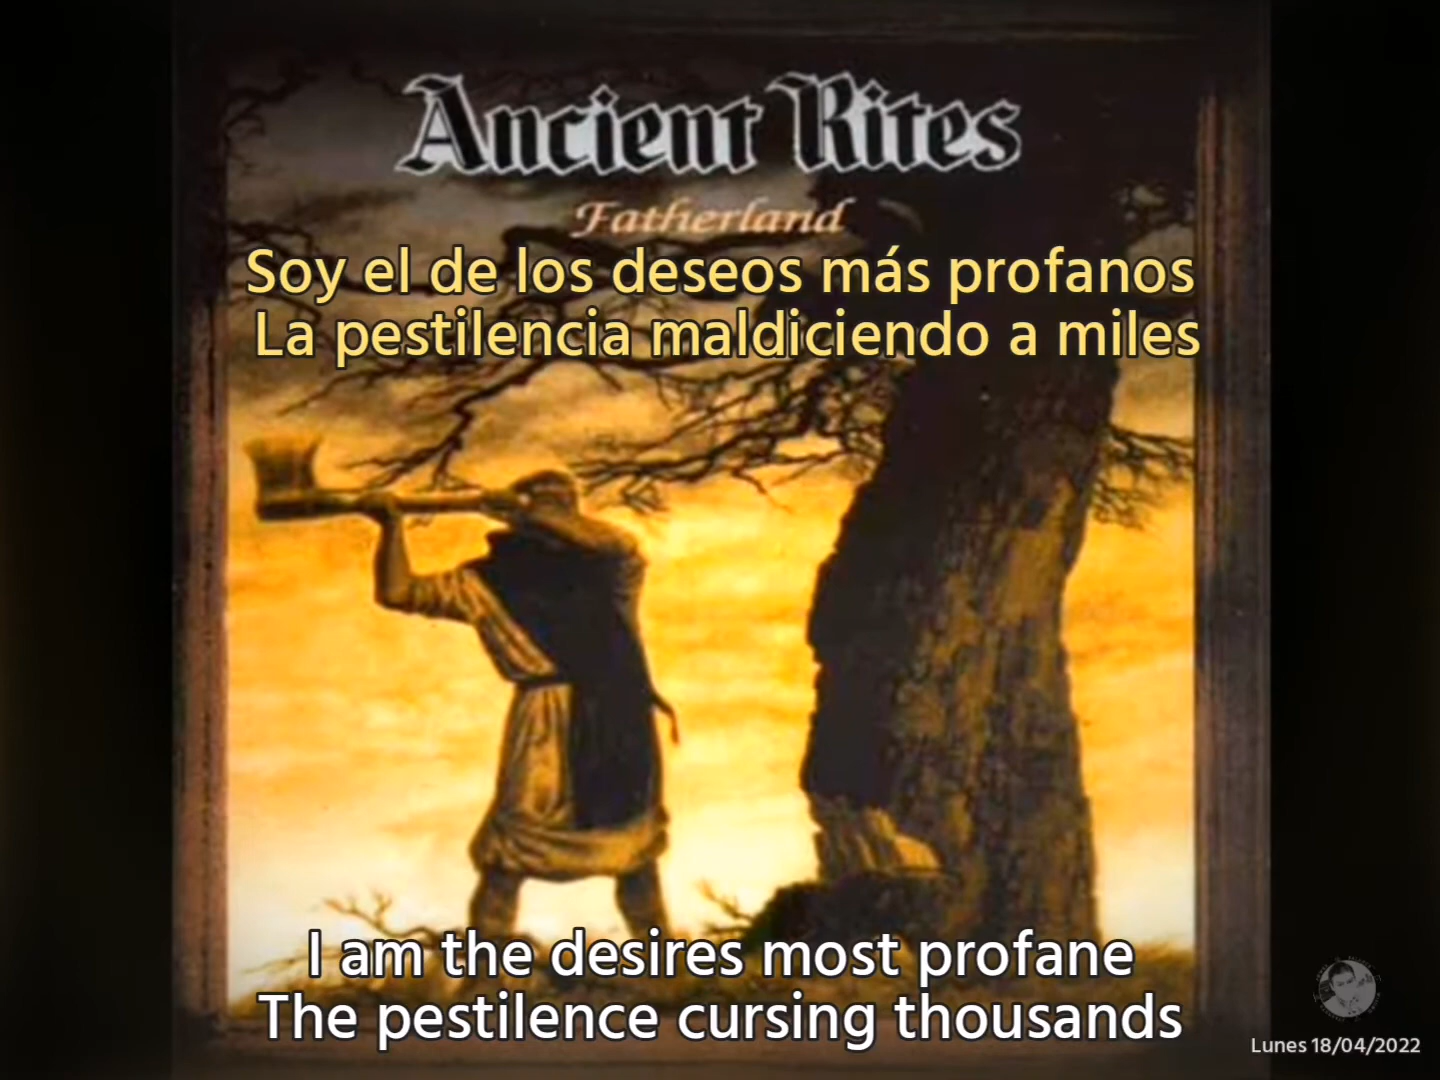 Ancient Rites
Fatherland
Soy el de los deseos más profanos
La pestilencia maldiciendo a miles
I am the desires most profane
The pestilence cursing thousands
Lunes 18/04/2022